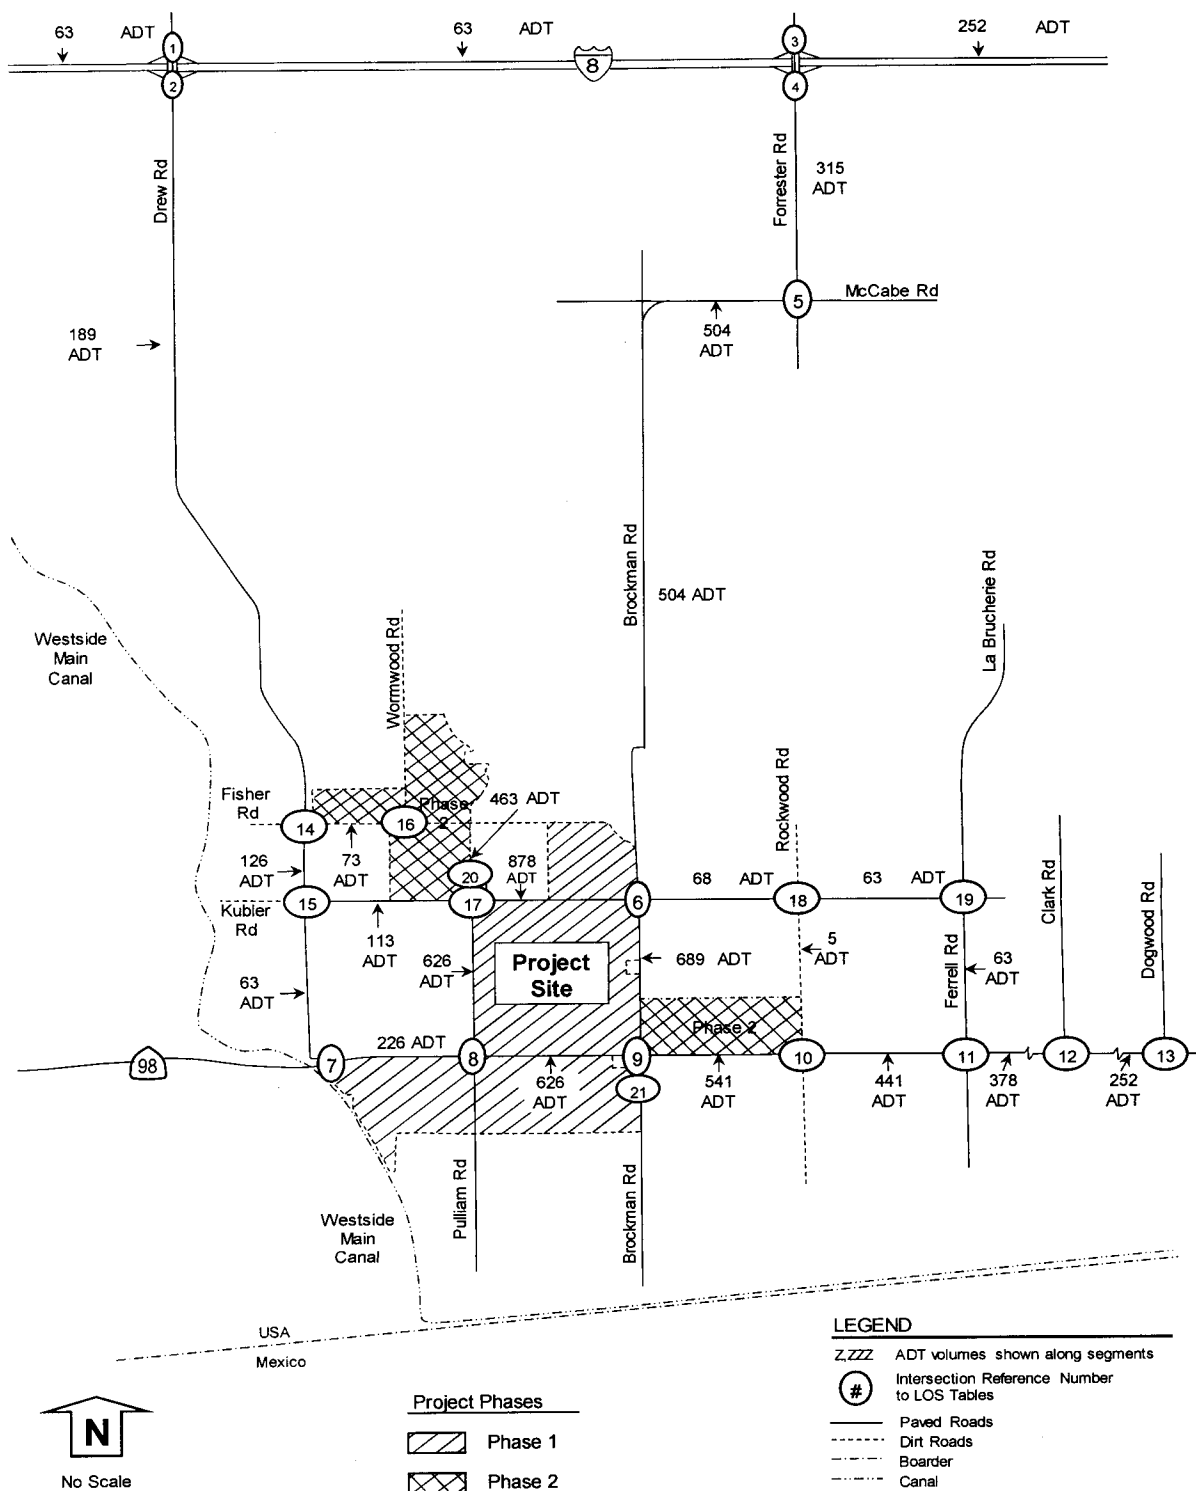 63 ADT
63 ADT
252 ADT
1
3
8
2
4
Drew Rd
Forrester Rd
315
ADT
5
McCabe Rd
189
ADT
504
ADT
Brockman Rd
504 ADT
La Brucherie Rd
Westside
Main
Canal
Wormwood Rd
Rockwood Rd
Fisher
Rd
14
16
Phase
2
463 ADT
Clark Rd
Dogwood Rd
126
ADT
73
ADT
20
878
ADT
68 ADT
63 ADT
15
17
6
18
19
Kubler
Rd
113
ADT
626
ADT
Project
Site
689 ADT
5
ADT
Ferrell Rd
63
ADT
63
ADT
226 ADT
Phase 2
98
7
8
9
10
11
12
13
626
ADT
21
541
ADT
441
ADT
378
ADT
252
ADT
Pulliam Rd
Brockman Rd
Westside
Main
Canal
USA
Mexico
LEGEND
Z,ZZZ ADT volumes shown along segments
# Intersection Reference Number
to LOS Tables
Paved Roads
Dirt Roads
Boarder
Canal
N
No Scale
Project Phases
Phase 1
Phase 2